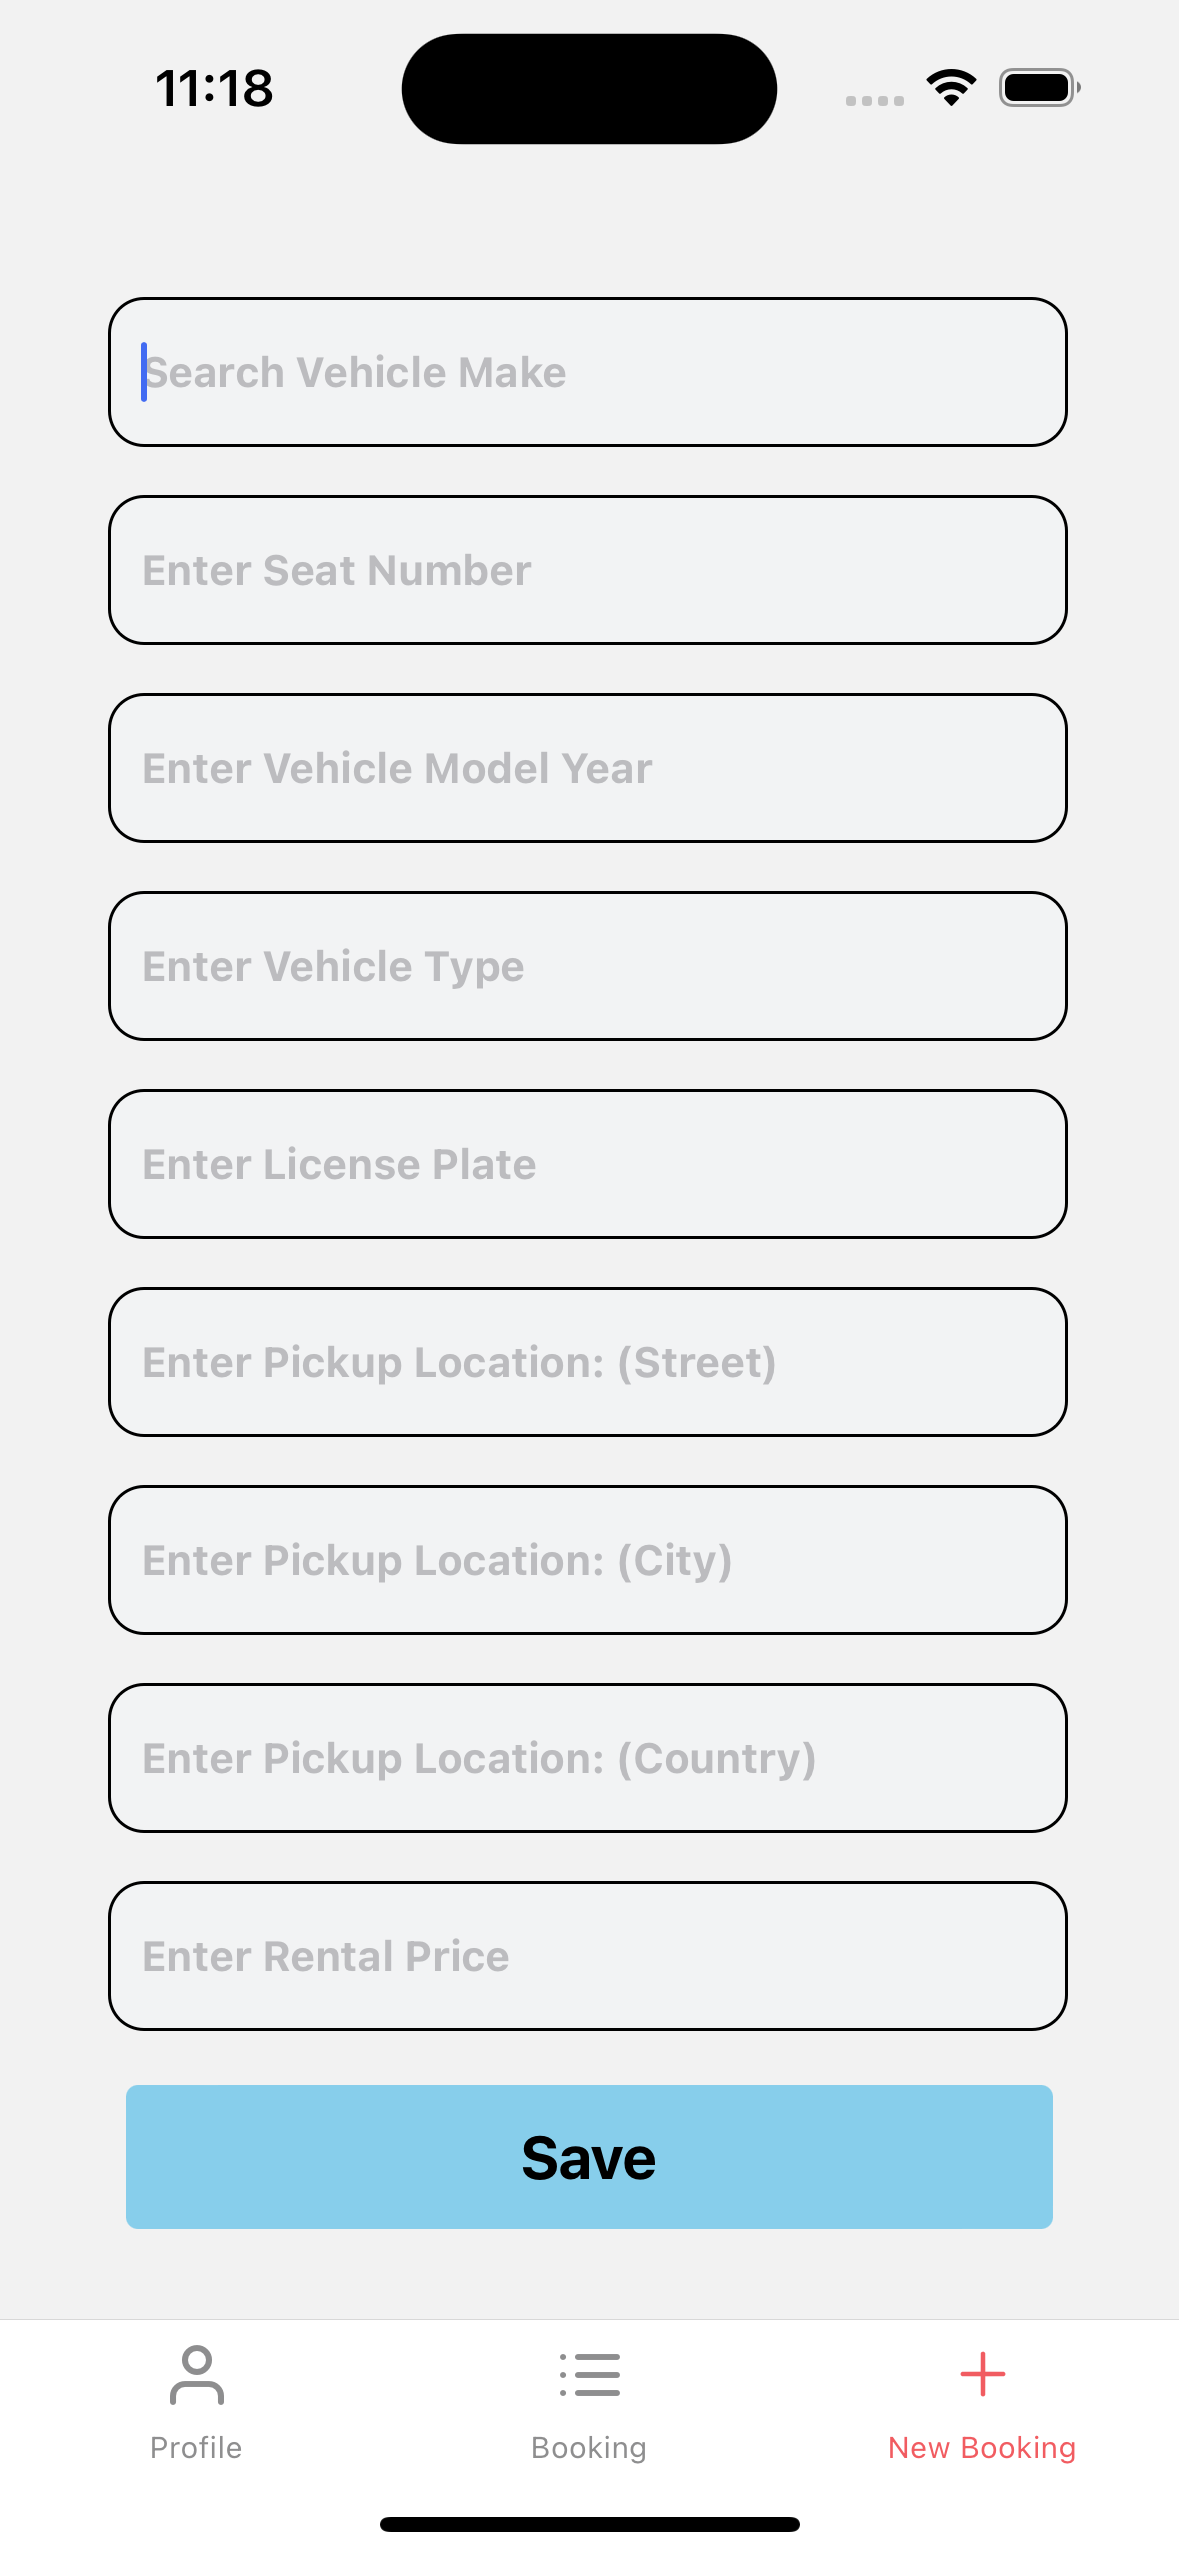 11:18
Search Vehicle Make
Enter Seat Number
Enter Vehicle Model Year
Enter Vehicle Type
Enter License Plate
Enter Pickup Location: (Street)
Enter Pickup Location: (City)
Enter Pickup Location: (Country)
Enter Rental Price
Save
Profile
Booking
New Booking